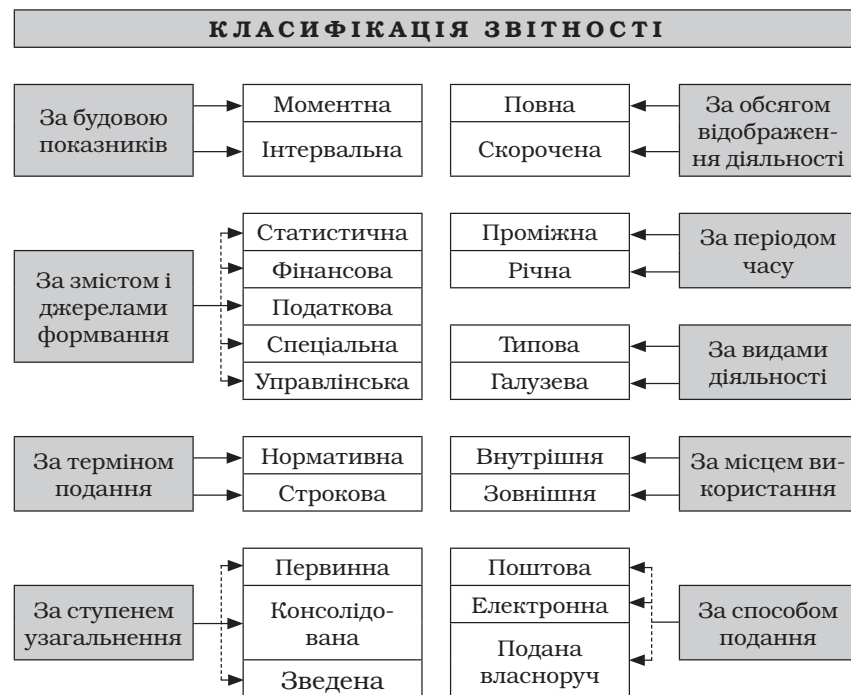 КЛАСИФІКАЦІЯ ЗВІТНОСТІ
За будовою
показників
Моментна
Інтервальна
Повна
Скорочена
За обсягом
відображен-
ня діяльності
За змістом і
джерелами
формвання
Статистична
Фінансова
Податкова
Спеціальна
Управлінська
Проміжна
Річна
За періодом
часу
Типова
Галузева
За видами
діяльності
За терміном
подання
Нормативна
Строкова
Внутрішня
Зовнішня
За місцем ви-
користання
За ступенем
узагальнення
Первинна
Консолідо-
вана
Зведена
Поштова
Електронна
Подана
власноруч
За способом
подання